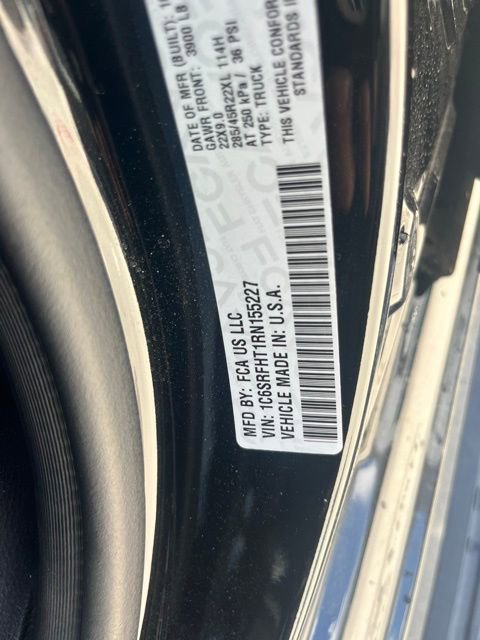 MFD BY: FCA US LLC
DATE OF MFR (BUILT):
GAWR FRONT: 3900 LB
22X9.0
285/45R22XL 114H
AT 250 kPa / 36 PSI
TYPE: TRUCK
THIS VEHICLE
STANDARDS
VIN: 1C6SRFHT1RN155227
VEHICLE MADE IN: U.S.A.